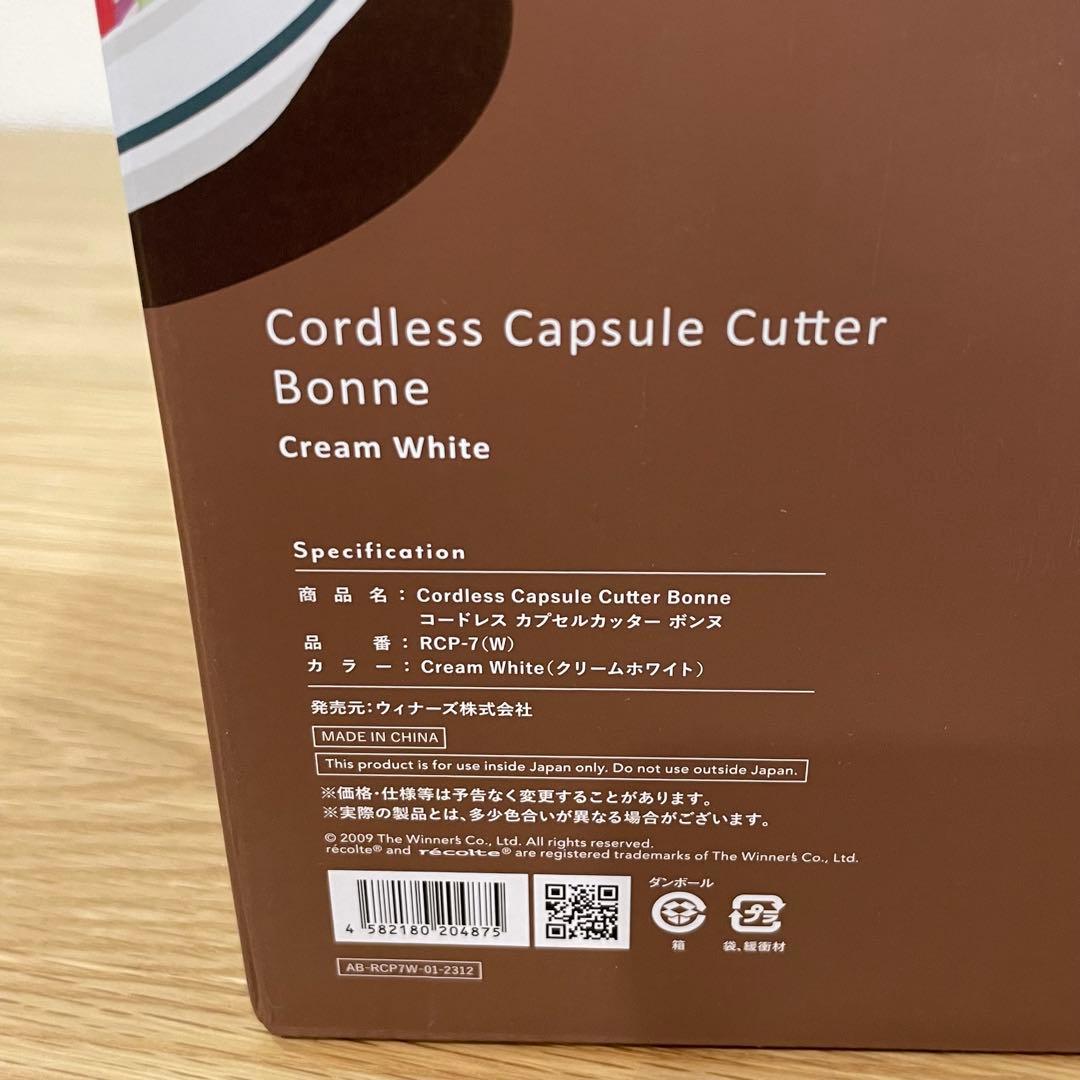 Cordless Capsule Cutter
Bonne
Cream White
Specification
商品名：Cordless Capsule Cutter Bonne
コードレス カプセルカッター ボンヌ
品番：RCP-7(W)
カラー：Cream White(クリームホワイト)
発売元：ウィナーズ株式会社
MADE IN CHINA
This product is for use inside Japan only. Do not use outside Japan.
※価格・仕様等は予告なく変更することがあります。
※実際の製品とは、多少色合いが異なる場合がございます。
© 2009 The Winner's Co., Ltd. All rights reserved.
récolte® and récolte® are registered trademarks of The Winner's Co., Ltd.
4 582180 204875
ダンボール
箱
プラ
袋、緩衝材
AB-RCP7W-01-2312